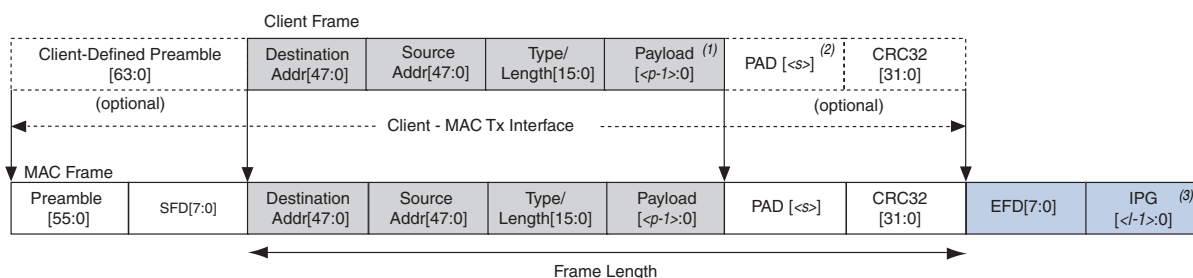 Client Frame
Client-Defined Preamble
[63:0]
Destination
Addr[47:0]
Source
Addr[47:0]
Type/
Length[15:0]
Payload (1)
[<p-1>:0]
PAD [<s>] (2)
CRC32
[31:0]
(optional)
(optional)
Client - MAC Tx Interface
MAC Frame
Preamble
[55:0]
SFD[7:0]
Destination
Addr[47:0]
Source
Addr[47:0]
Type/
Length[15:0]
Payload
[<p-1>:0]
PAD [<s>]
CRC32
[31:0]
EFD[7:0]
IPG (3)
[<l-1>:0]
Frame Length